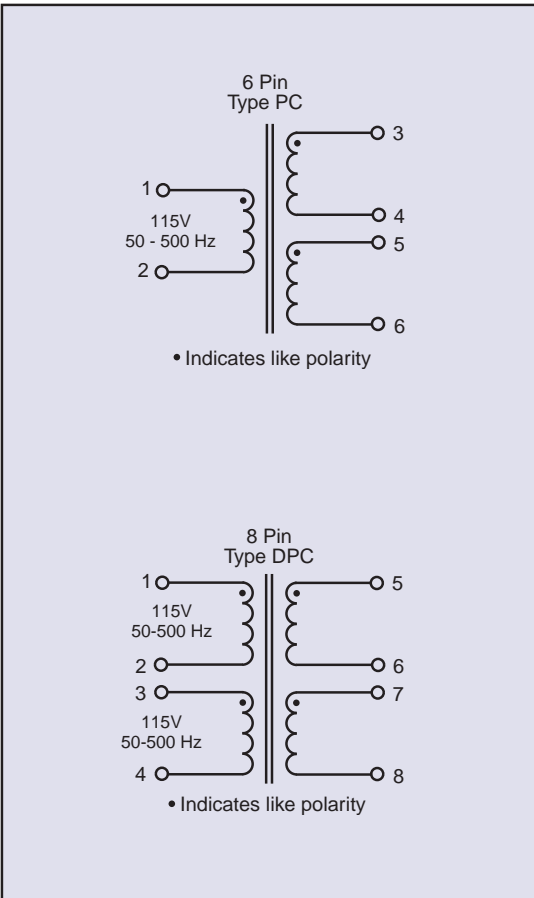 6 Pin
Type PC
1
115V
50 - 500 Hz
2
3
4
5
6
• Indicates like polarity
8 Pin
Type DPC
1
115V
50-500 Hz
2
3
115V
50-500 Hz
4
5
6
7
8
• Indicates like polarity